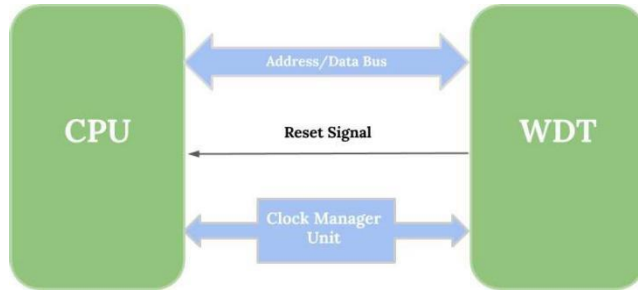 Address/Data Bus
CPU
Reset Signal
WDT
Clock Manager
Unit